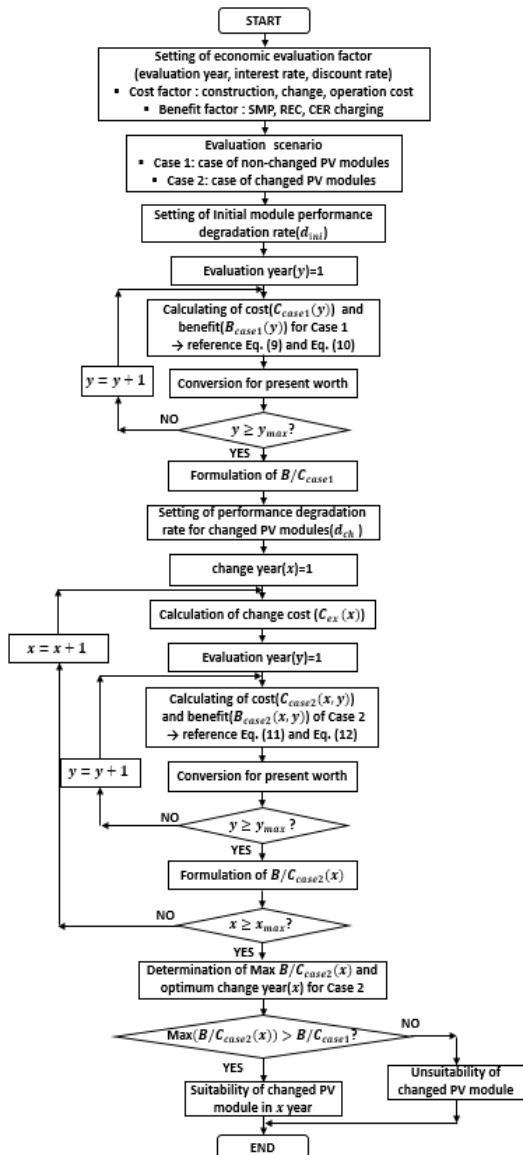 START
Setting of economic evaluation factor
(evaluation year, interest rate, discount rate)
▪ Cost factor : construction, change, operation cost
▪ Benefit factor : SMP, REC, CER charging
Evaluation scenario
▪ Case 1: case of non-changed PV modules
▪ Case 2: case of changed PV modules
Setting of Initial module performance
degradation rate(d_ini)
Evaluation year(y)=1
Calculating of cost(C_case1(y)) and
benefit(B_case1(y)) for Case 1
→ reference Eq. (9) and Eq. (10)
y = y + 1
Conversion for present worth
NO
y ≥ y_max?
YES
Formulation of B/C_case1
Setting of performance degradation
rate for changed PV modules(d_ch )
change year(x)=1
Calculation of change cost (C_ex(x))
x = x + 1
Evaluation year(y)=1
Calculating of cost(C_case2(x, y))
and benefit(B_case2(x, y)) of Case 2
→ reference Eq. (11) and Eq. (12)
y = y + 1
Conversion for present worth
NO
y ≥ y_max?
YES
Formulation of B/C_case2(x)
NO
x ≥ x_max?
YES
Determination of Max B/C_case2(x) and
optimum change year(x) for Case 2
Max(B/C_case2(x)) > B/C_case1?
NO
YES
Unsuitability of
changed PV module
Suitability of changed PV
module in x year
END